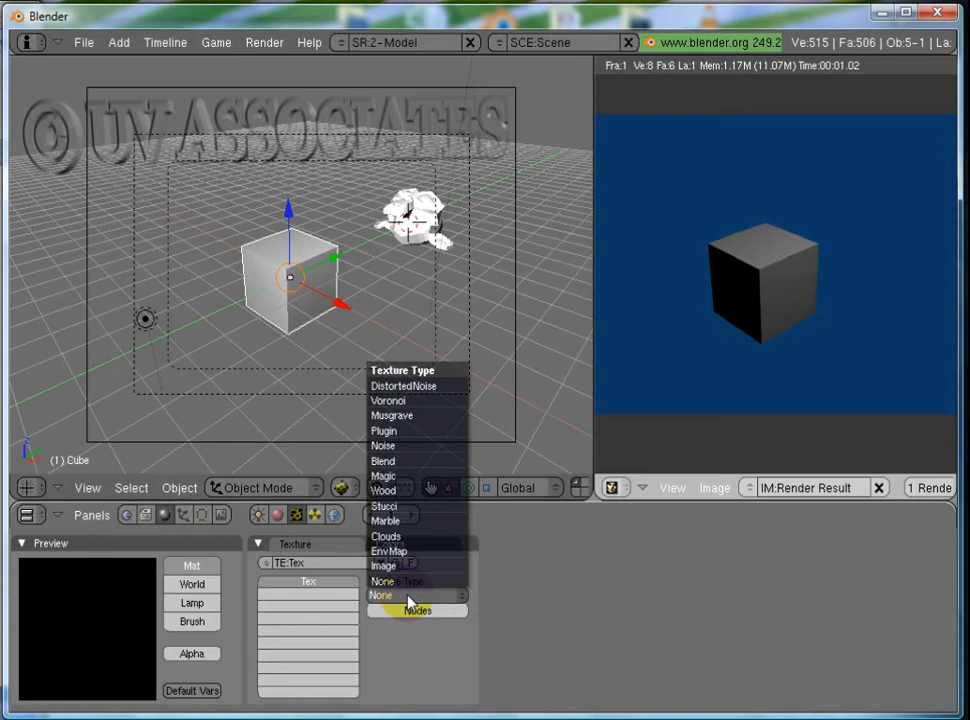 Blender
File Add Timeline Game Render Help SR:2-Model SCE:Scene www.blender.org 249.2 Ve:515 | Fa:506 | Ob:5-1 | La:
Fra:1 Ve:8 Fa:6 La:1 Mem:1.17M (11.07M) Time:00:01.02
© UV ASSOCIATES
Texture Type
DistortedNoise
Voronoi
Musgrave
Plugin
Noise
Blend
Magic
Wood
Stucci
Marble
Clouds
EnvMap
Image
None
z
(1) Cube
View Select Object Object Mode Global
View Image IM:Render Result 1 Rende
Panels
Preview
Mat
World
Lamp
Brush
Alpha
Default Vars
Texture
TE:Tex F
Tex
None
Nodes